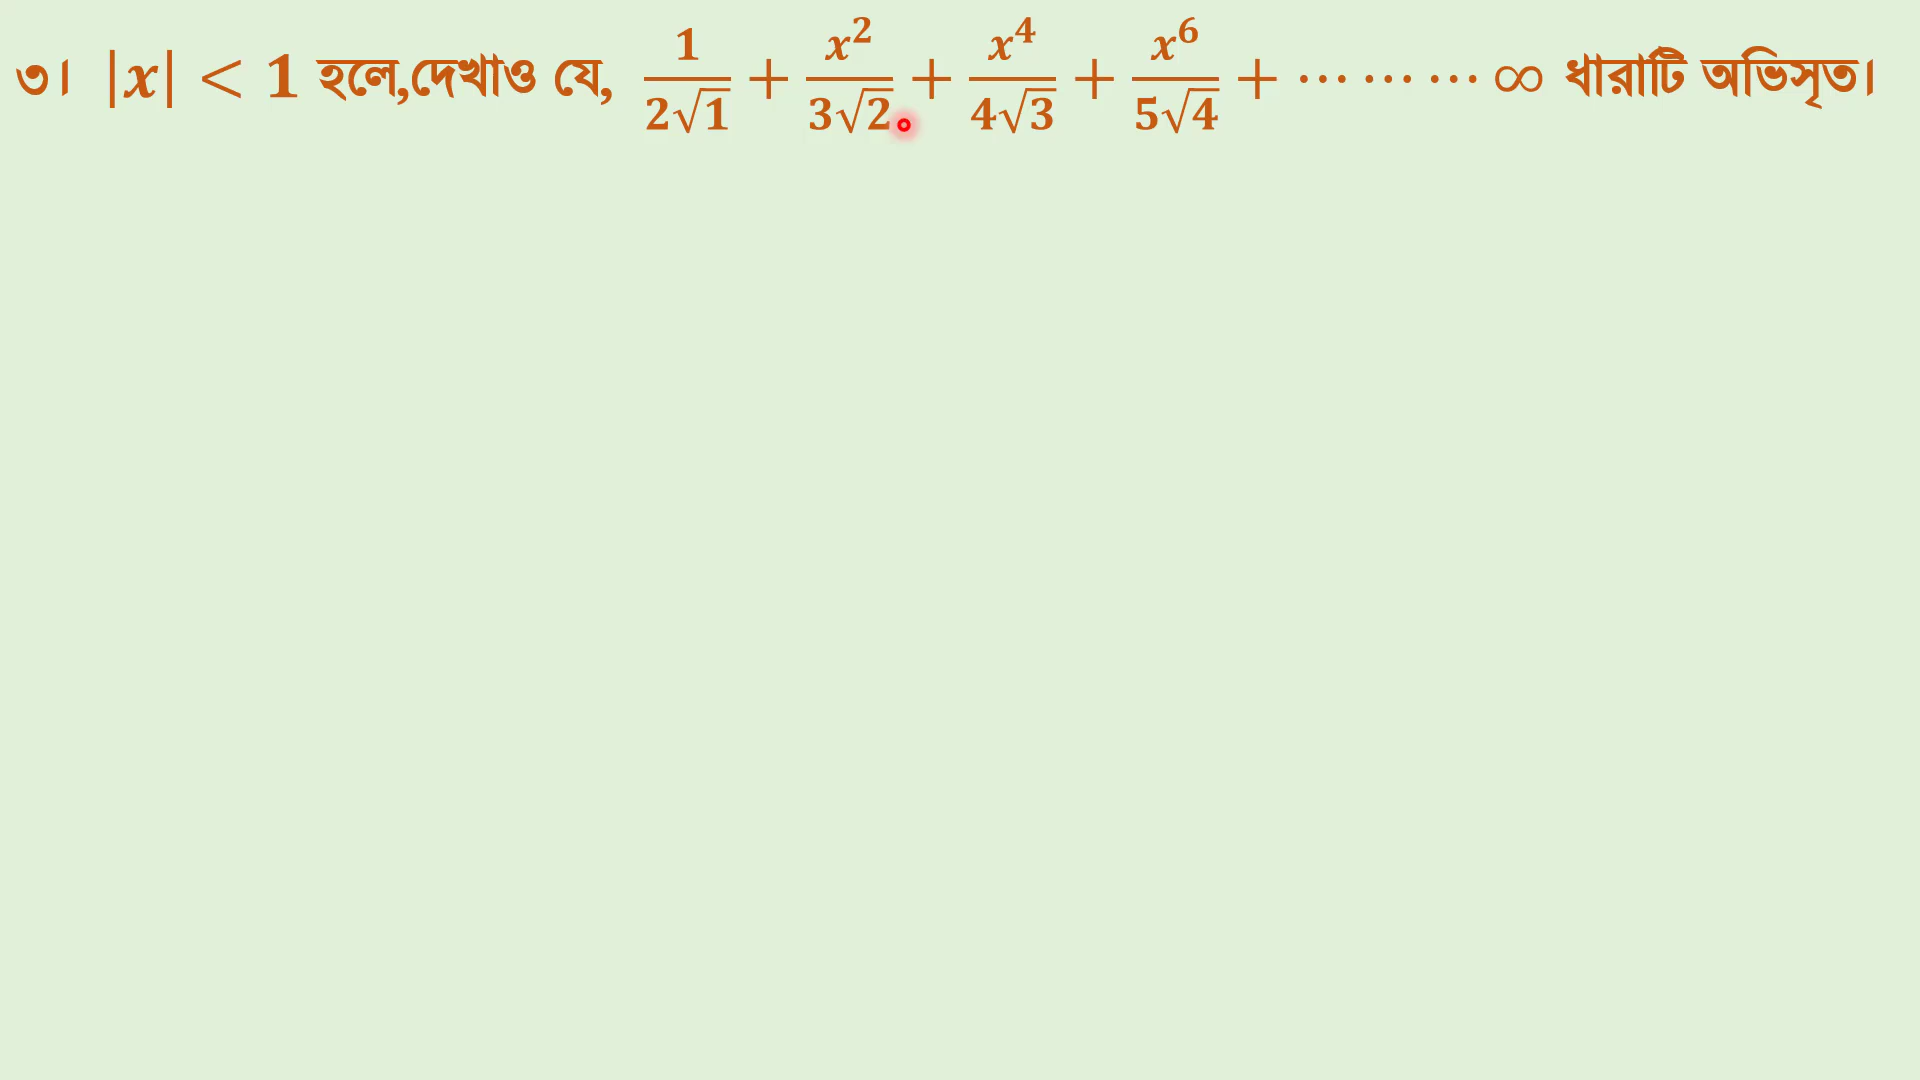 ৩। |x| < 1 হলে,দেখাও যে, 1/2√1 + x²/3√2 + x⁴/4√3 + x⁶/5√4 + ⋯ ⋯ ⋯ ∞ ধারাটি অভিসৃত।